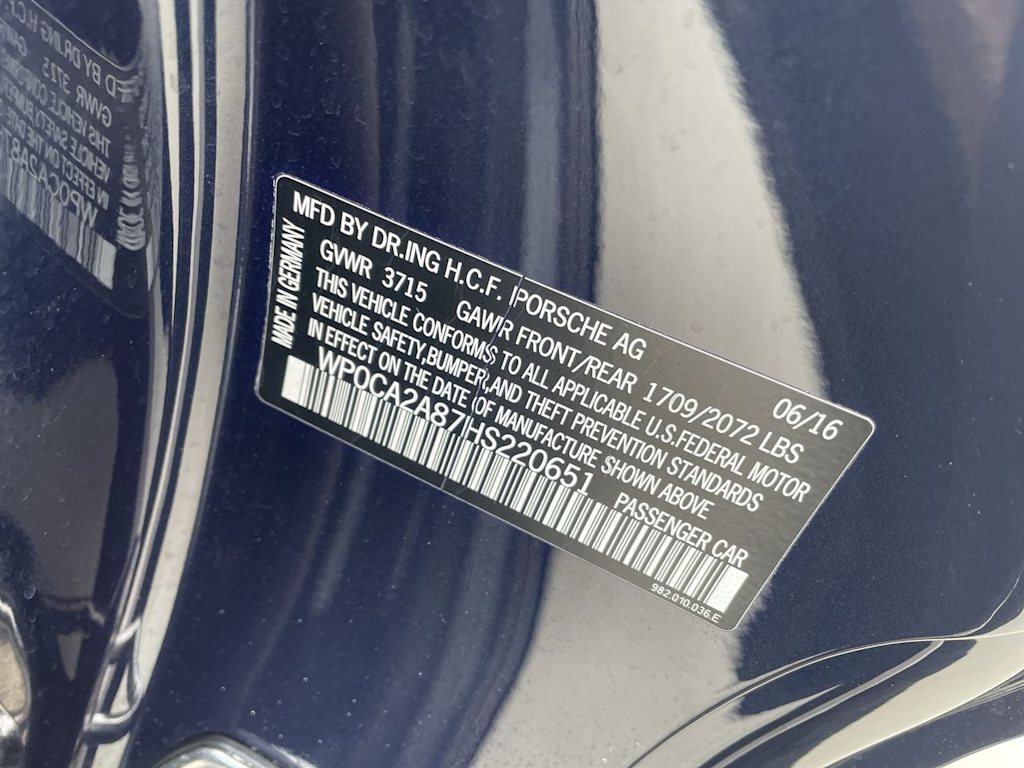 MFD BY DR.ING H.C.F. PORSCHE AG 06/16
MADE IN GERMANY
GVWR 3715 GAWR FRONT/REAR 1709/2072 LBS
THIS VEHICLE CONFORMS TO ALL APPLICABLE U.S.FEDERAL MOTOR
VEHICLE SAFETY,BUMPER,AND THEFT PREVENTION STANDARDS
IN EFFECT ON THE DATE OF MANUFACTURE SHOWN ABOVE
WP0CA2A87HS220651 PASSENGER CAR
982.010.036.E